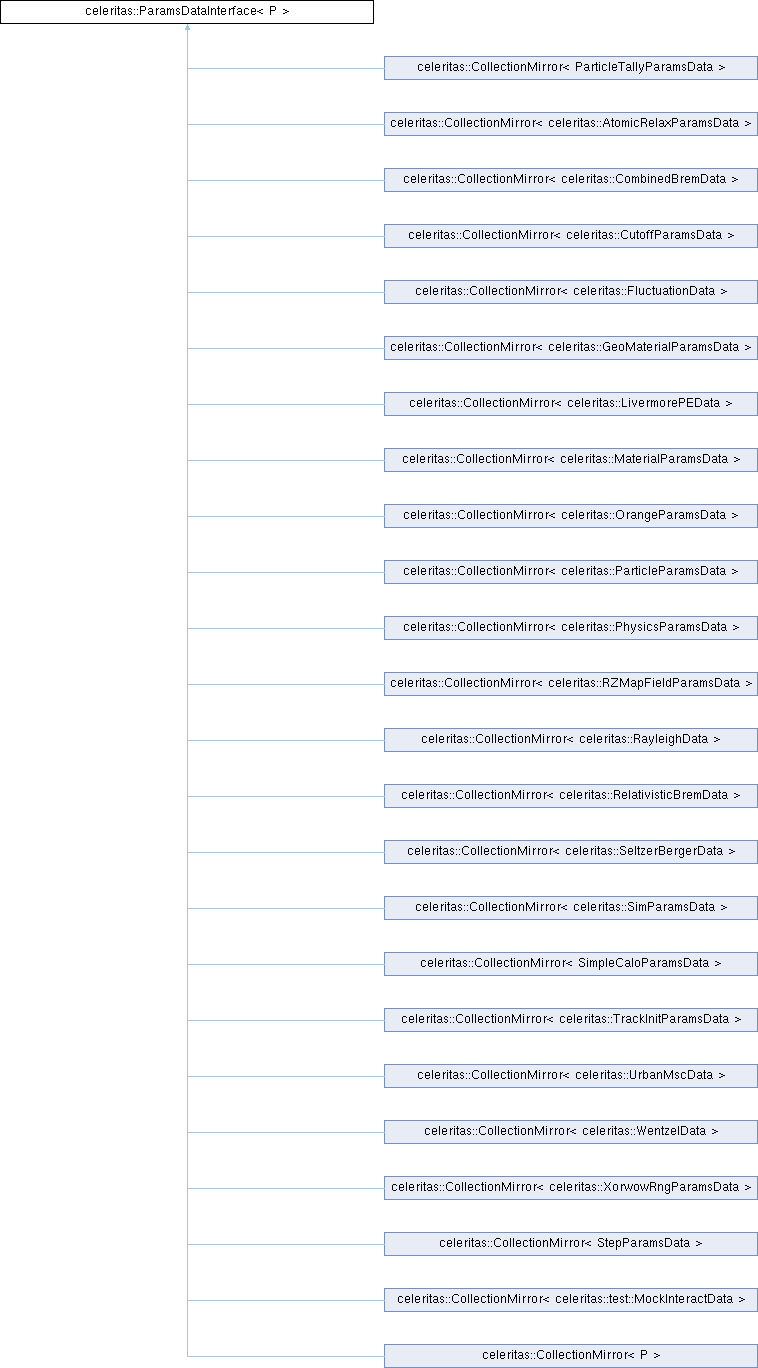 celeritas::ParamsDataInterface< P >
celeritas::CollectionMirror< ParticleTallyParamsData >
celeritas::CollectionMirror< celeritas::AtomicRelaxParamsData >
celeritas::CollectionMirror< celeritas::CombinedBremData >
celeritas::CollectionMirror< celeritas::CutoffParamsData >
celeritas::CollectionMirror< celeritas::FluctuationData >
celeritas::CollectionMirror< celeritas::GeoMaterialParamsData >
celeritas::CollectionMirror< celeritas::LivermorePEData >
celeritas::CollectionMirror< celeritas::MaterialParamsData >
celeritas::CollectionMirror< celeritas::OrangeParamsData >
celeritas::CollectionMirror< celeritas::ParticleParamsData >
celeritas::CollectionMirror< celeritas::PhysicsParamsData >
celeritas::CollectionMirror< celeritas::RZMapFieldParamsData >
celeritas::CollectionMirror< celeritas::RayleighData >
celeritas::CollectionMirror< celeritas::RelativisticBremData >
celeritas::CollectionMirror< celeritas::SeltzerBergerData >
celeritas::CollectionMirror< celeritas::SimParamsData >
celeritas::CollectionMirror< SimpleCaloParamsData >
celeritas::CollectionMirror< celeritas::TrackInitParamsData >
celeritas::CollectionMirror< celeritas::UrbanMscData >
celeritas::CollectionMirror< celeritas::WentzelData >
celeritas::CollectionMirror< celeritas::XorwowRngParamsData >
celeritas::CollectionMirror< StepParamsData >
celeritas::CollectionMirror< celeritas::test::MockInteractData >
celeritas::CollectionMirror< P >